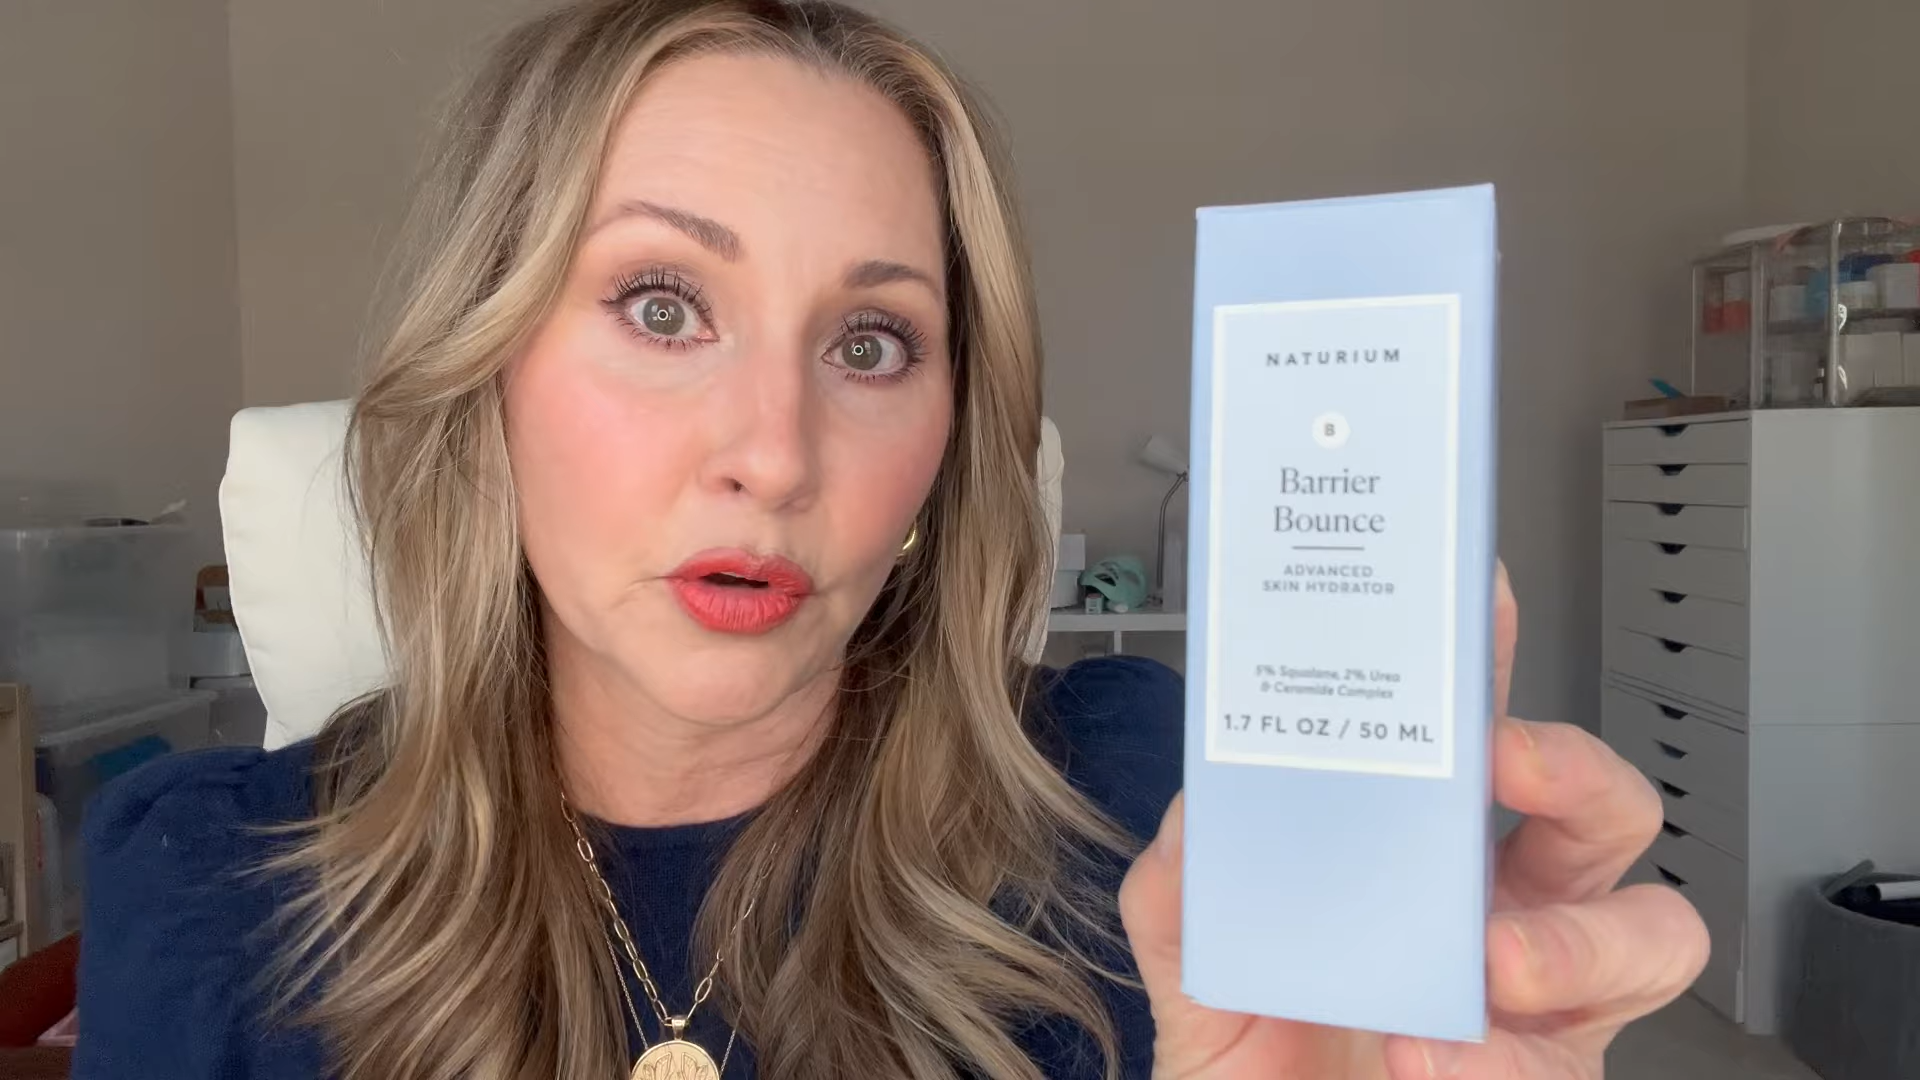 NATURIUM
B
Barrier
Bounce
ADVANCED
SKIN HYDRATOR
5% Squalane, 2% Urea
& Ceramide Complex
1.7 FL OZ / 50 ML